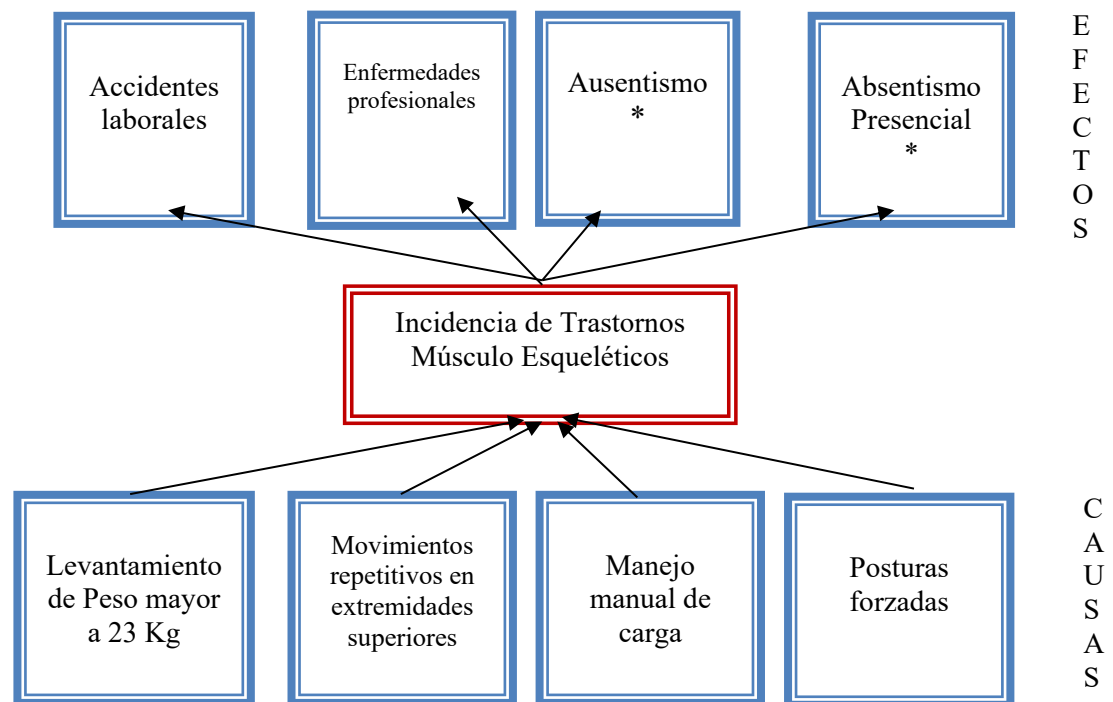 Accidentes
laborales
Enfermedades
profesionales
Ausentismo
*
Absentismo
Presencial
*
E
F
E
C
T
O
S
Incidencia de Trastornos
Músculo Esqueléticos
Levantamiento
de Peso mayor
a 23 Kg
Movimientos
repetitivos en
extremidades
superiores
Manejo
manual de
carga
Posturas
forzadas
C
A
U
S
A
S